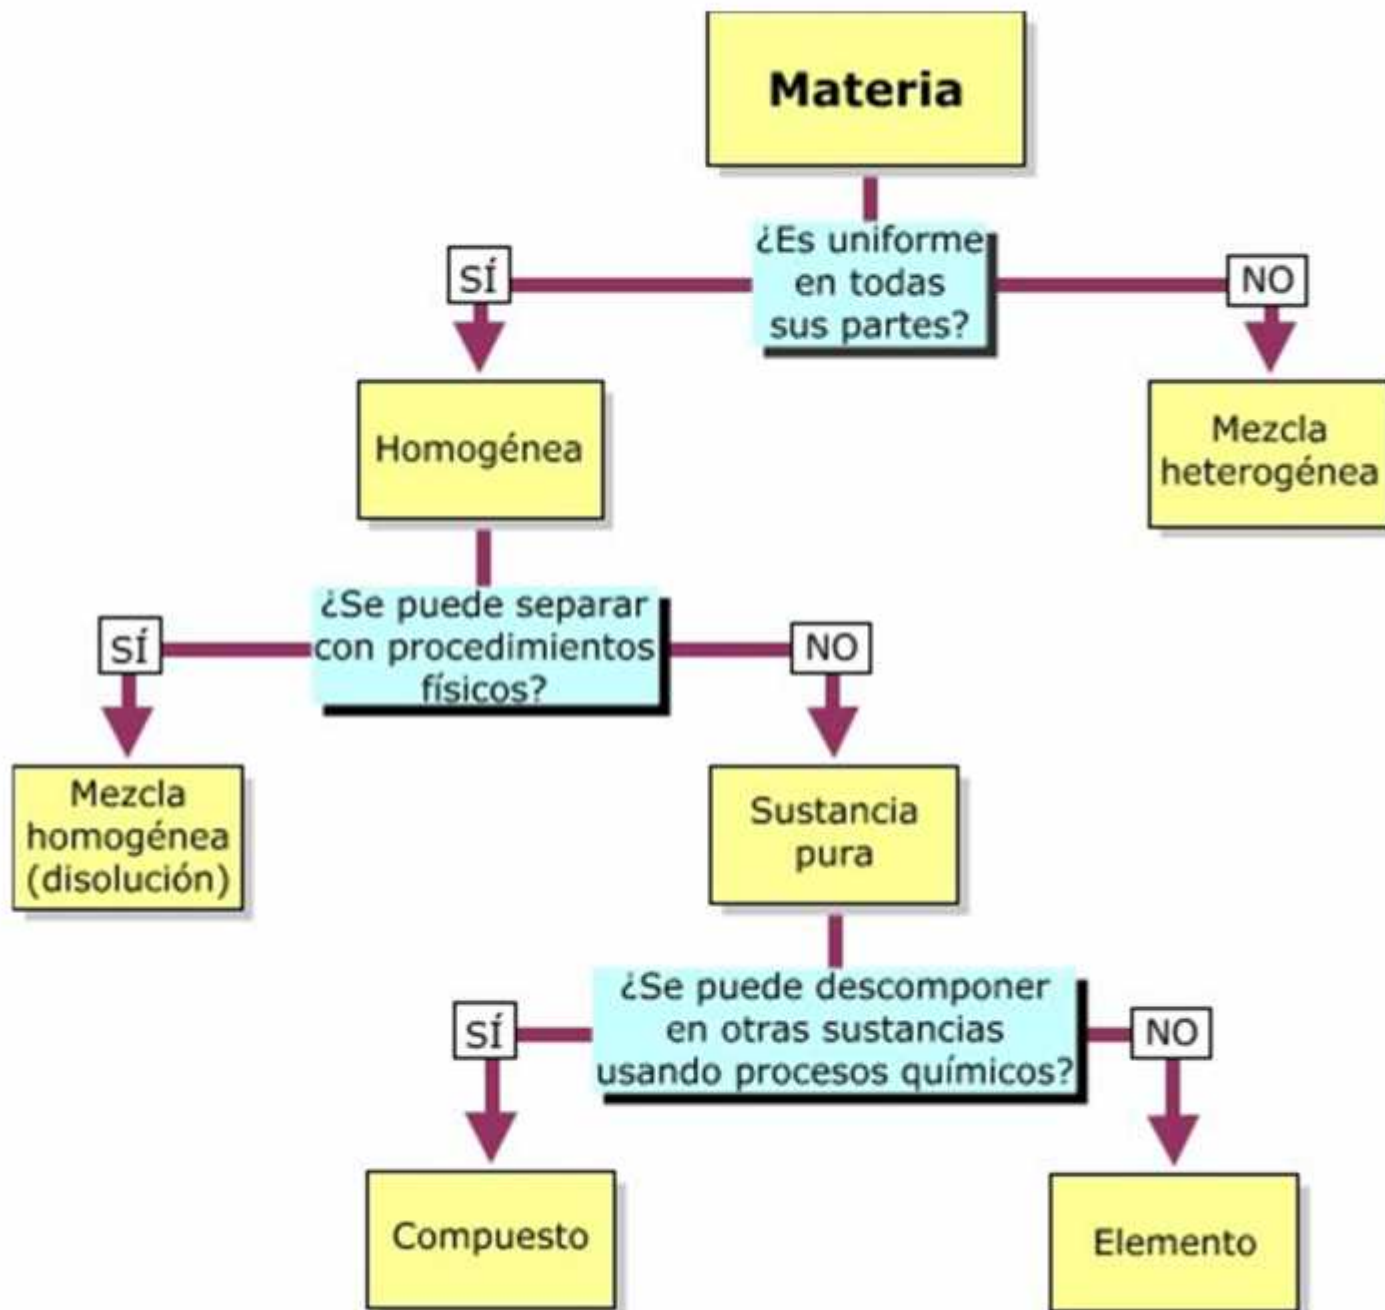 Materia
¿Es uniforme
en todas
sus partes?
SÍ
NO
Homogénea
Mezcla
heterogénea
¿Se puede separar
con procedimientos
físicos?
SÍ
NO
Mezcla
homogénea
(disolución)
Sustancia
pura
¿Se puede descomponer
en otras sustancias
usando procesos químicos?
SÍ
NO
Compuesto
Elemento